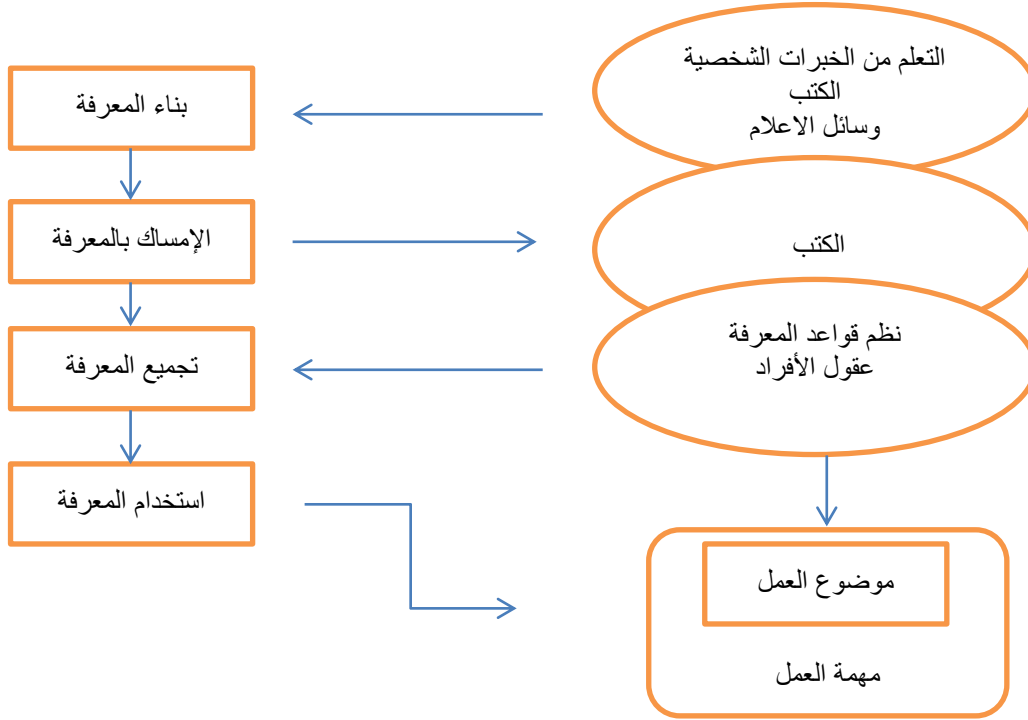 التعلم من الخبرات الشخصية
الكتب
وسائل الاعلام
بناء المعرفة
الكتب
الإمساك بالمعرفة
نظم قواعد المعرفة
عقول الأفراد
تجميع المعرفة
استخدام المعرفة
موضوع العمل
مهمة العمل